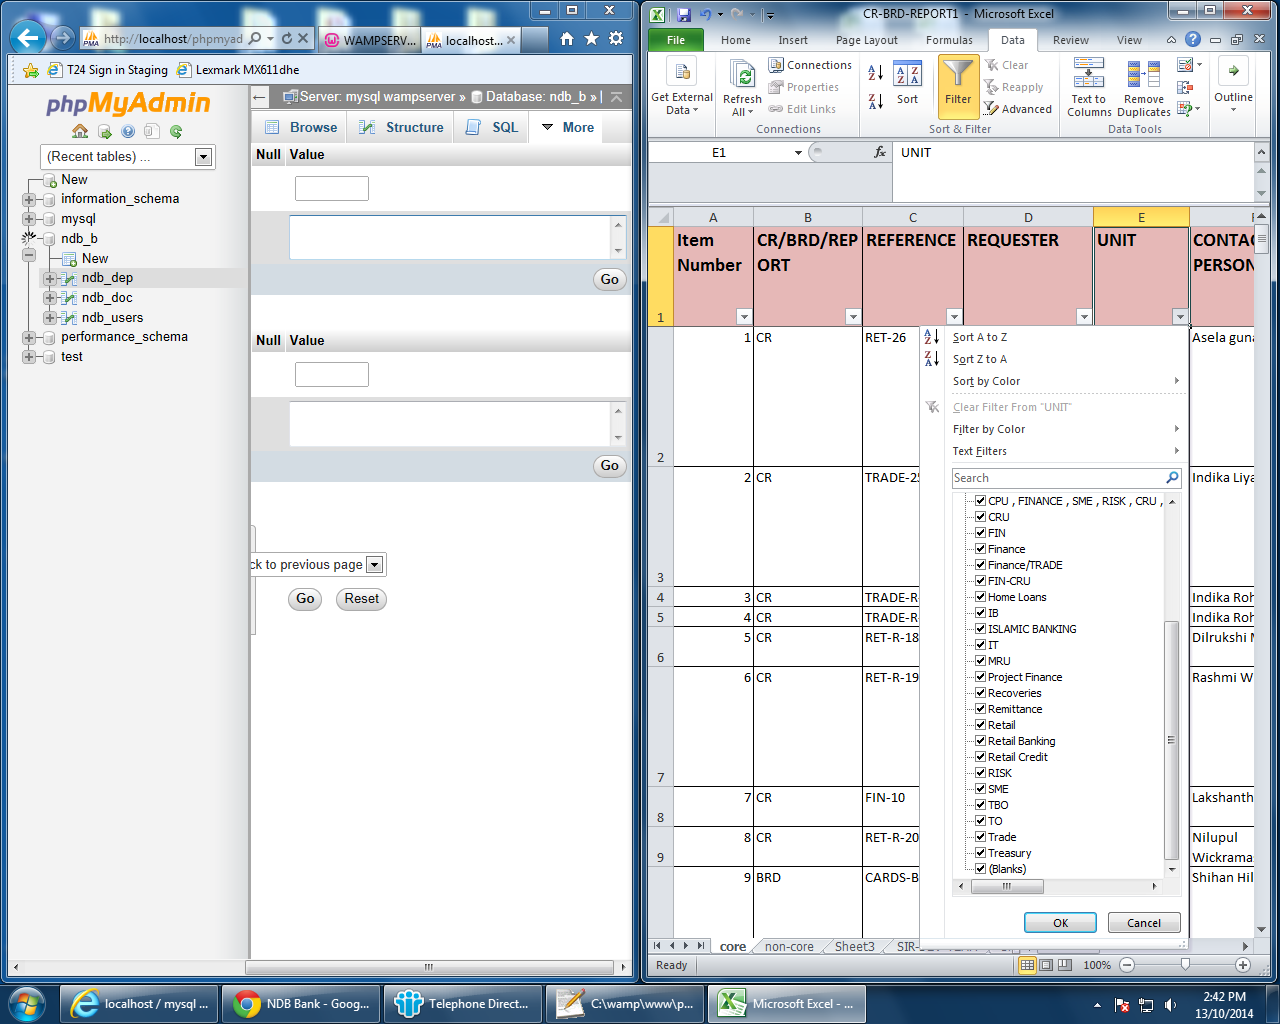 http://localhost/phpmyad
WAMPSERV...
localhost...
T24 Sign in Staging
Lexmark MX611dhe
phpMyAdmin
(Recent tables) ...
New
information_schema
mysql
ndb_b
New
ndb_dep
ndb_doc
ndb_users
performance_schema
test
Server: mysql wampserver »
Database: ndb_b »
Browse
Structure
SQL
More
Null Value
Go
Null Value
Go
ck to previous page
Go
Reset
CR-BRD-REPORT1 - Microsoft Excel
File
Home
Insert
Page Layout
Formulas
Data
Review
View
Get External
Data
Refresh
All
Connections
Properties
Edit Links
Connections
Sort
Filter
Clear
Reapply
Advanced
Sort & Filter
Text to
Columns
Remove
Duplicates
Data Tools
Outline
E1
fx
UNIT
A B C D E
1
Item
Number
CR/BRD/REP
ORT
REFERENCE
REQUESTER
UNIT
CONTA
PERSON
2
1 CR RET-26
Asela guna
3
2 CR TRADE-25
Indika Liya
4
3 CR TRADE-R
Indika Roh
5
4 CR TRADE-R
Indika Roh
6
5 CR RET-R-18
Dilrukshi M
7
6 CR RET-R-19
Rashmi W
8
7 CR FIN-10
Lakshanth
9
8 CR RET-R-20
Nilupul
Wickrama
9 BRD CARDS-B
Shihan Hil
Sort A to Z
Sort Z to A
Sort by Color
Clear Filter From "UNIT"
Filter by Color
Text Filters
Search
CPU , FINANCE , SME , RISK , CRU ,
CRU
FIN
Finance
Finance/TRADE
FIN-CRU
Home Loans
IB
ISLAMIC BANKING
IT
MRU
Project Finance
Recoveries
Remittance
Retail
Retail Banking
Retail Credit
RISK
SME
TBO
TO
Trade
Treasury
(Blanks)
OK
Cancel
core
non-core
Sheet3
Ready
100%
localhost / mysql ...
NDB Bank - Goog...
Telephone Direct...
C:\wamp\www\p...
Microsoft Excel - ...
2:42 PM
13/10/2014